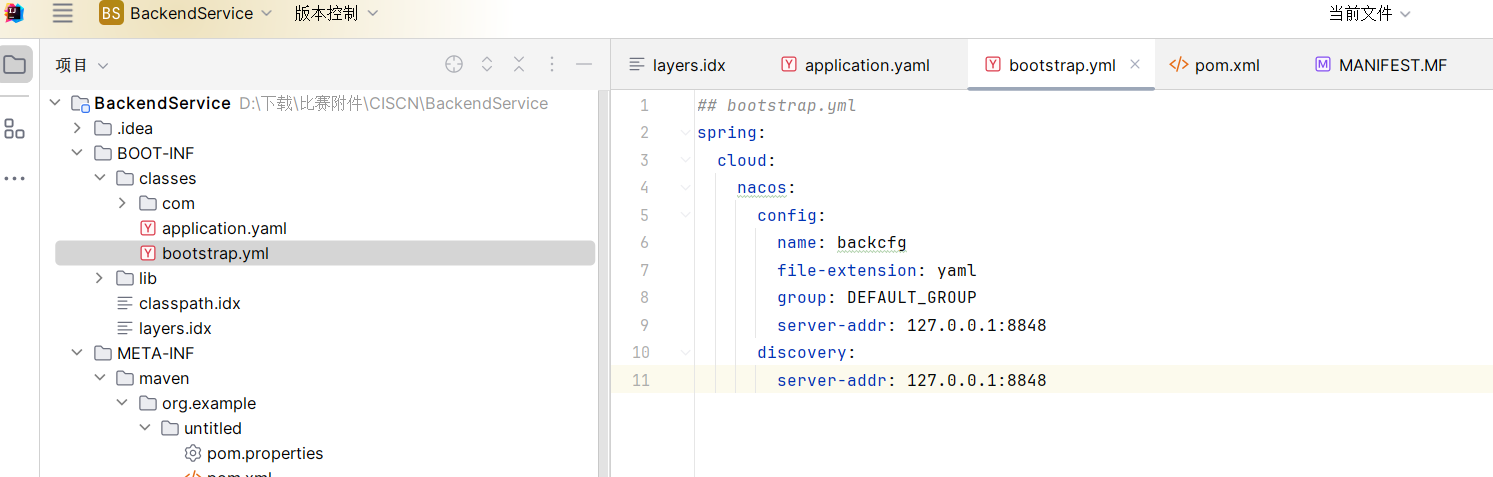 BS BackendService 版本控制 当前文件
项目
layers.idx application.yaml bootstrap.yml pom.xml MANIFEST.MF
BackendService D:\下载\比赛附件\CISCN\BackendService
.idea
BOOT-INF
classes
com
application.yaml
bootstrap.yml
lib
classpath.idx
layers.idx
META-INF
maven
org.example
untitled
pom.properties
pom.xml
1 ## bootstrap.yml
2 spring:
3 cloud:
4 nacos:
5 config:
6 name: backcfg
7 file-extension: yaml
8 group: DEFAULT_GROUP
9 server-addr: 127.0.0.1:8848
10 discovery:
11 server-addr: 127.0.0.1:8848